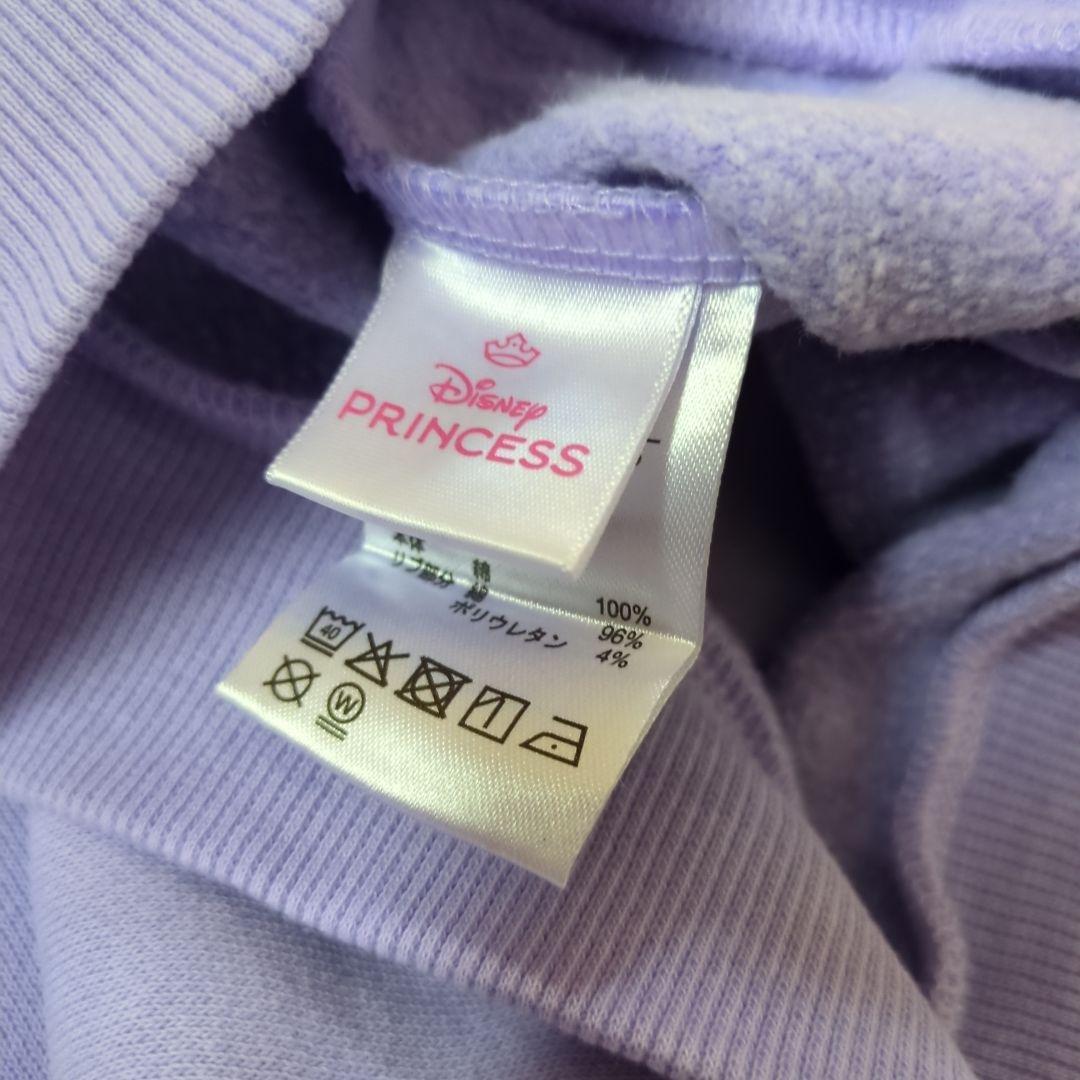 Disney
PRINCESS
本体 綿 100%
リブ部分 綿 96%
ポリウレタン 4%
40
W